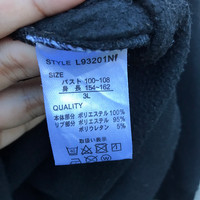 STYLE L93201NI
SIZE
バスト 100~108
身 長 154~162
3L
QUALITY
本体部分 ポリエステル 100%
リブ部分 ポリエステル 95%
ポリウレタン 5%